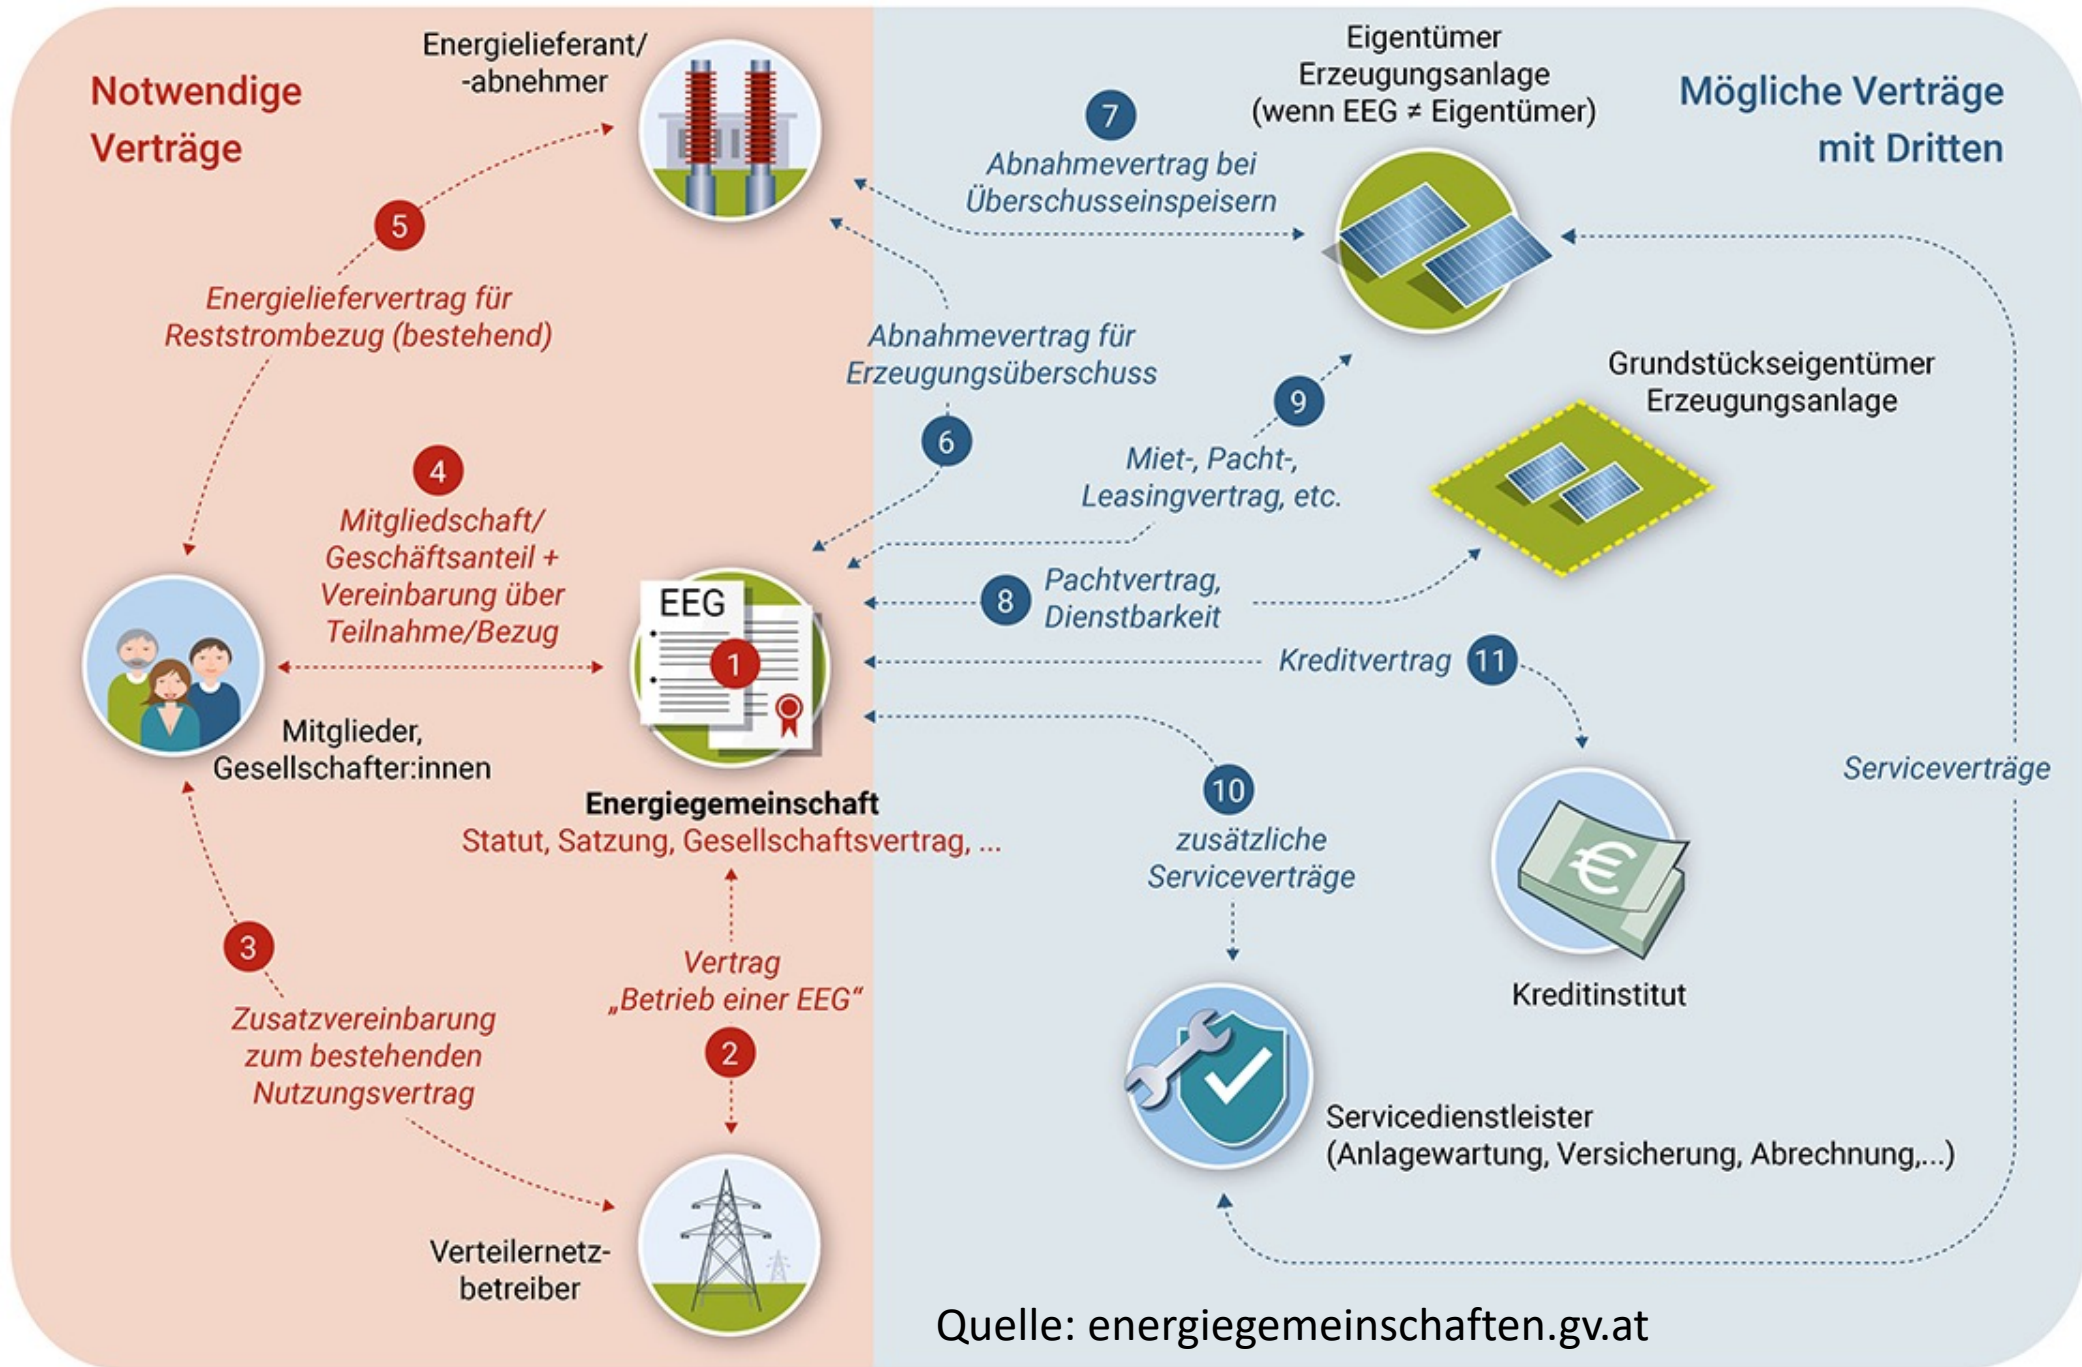 Notwendige
Verträge
Energielieferant/
-abnehmer
5
Energieliefervertrag für
Reststrombezug (bestehend)
4
Mitgliedschaft/
Geschäftsanteil +
Vereinbarung über
Teilnahme/Bezug
Mitglieder,
Gesellschafter:innen
EEG
1
Energiegemeinschaft
Statut, Satzung, Gesellschaftsvertrag, ...
3
Zusatzvereinbarung
zum bestehenden
Nutzungsvertrag
Vertrag
„Betrieb einer EEG“
2
Verteilernetz-
betreiber
Mögliche Verträge
mit Dritten
Eigentümer
Erzeugungsanlage
(wenn EEG ≠ Eigentümer)
7
Abnahmevertrag bei
Überschusseinspeisern
Abnahmevertrag für
Erzeugungsüberschuss
6
9
Miet-, Pacht-,
Leasingvertrag, etc.
Grundstückseigentümer
Erzeugungsanlage
8
Pachtvertrag,
Dienstbarkeit
Kreditvertrag 11
10
zusätzliche
Serviceverträge
€
Kreditinstitut
Serviceverträge
Servicedienstleister
(Anlagewartung, Versicherung, Abrechnung,...)
Quelle: energiegemeinschaften.gv.at